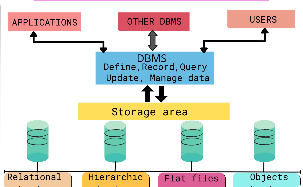 APPLICATIONS
OTHER DBMS
USERS
DBMS
Define,Record,Query
Update, Manage data
Storage area
Relational
Hierarchic
Flat files
Objects